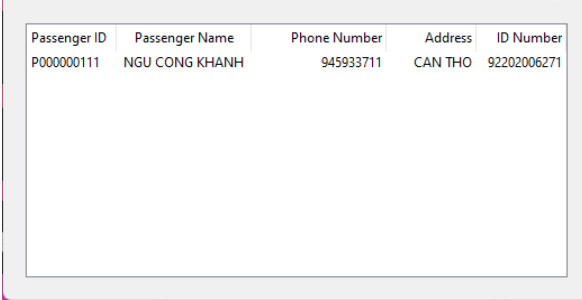 Passenger ID Passenger Name Phone Number Address ID Number
P000000111 NGU CONG KHANH 945933711 CAN THO 92202006271